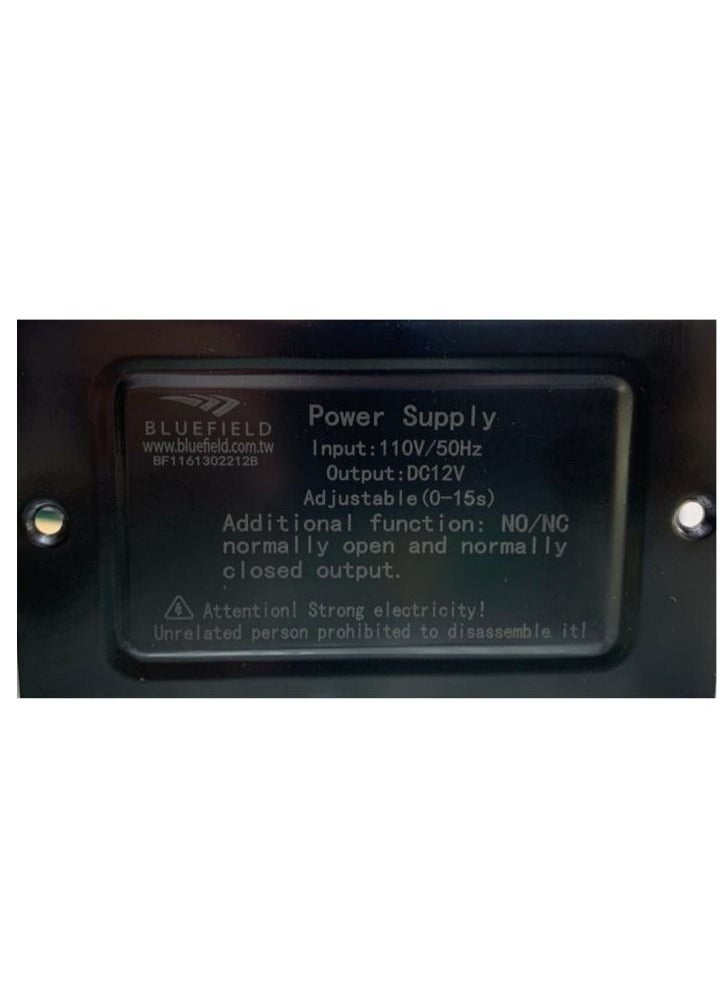 BLUEFIELD
www.bluefield.com.tw
BF1161302212B
Power Supply
Input:110V/50Hz
Output:DC12V
Adjustable(0-15s)
Additional function: NO/NC
normally open and normally
closed output.
Attention! Strong electricity!
Unrelated person prohibited to disassemble it!